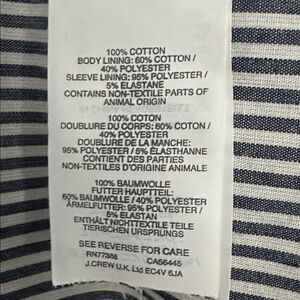 100% COTTON
BODY LINING: 60% COTTON /
40% POLYESTER
SLEEVE LINING: 95% POLYESTER /
5% ELASTANE
CONTAINS NON-TEXTILE PARTS OF
ANIMAL ORIGIN
100% COTON
DOUBLURE DU CORPS: 60% COTON /
40% POLYESTER
DOUBLURE DE LA MANCHE:
95% POLYESTER / 5% ELASTHANNE
CONTIENT DES PARTIES
NON-TEXTILES D'ORIGINE ANIMALE
100% BAUMWOLLE
FUTTER HAUPTTEIL:
60% BAUMWOLLE / 40% POLYESTER
ÄRMELFUTTER: 95% POLYESTER /
5% ELASTAN
ENTHÄLT NICHTTEXTILE TEILE
TIERISCHEN URSPRUNGS
SEE REVERSE FOR CARE
RN77388 CA56445
J.CREW U.K. Ltd EC4V 6JA